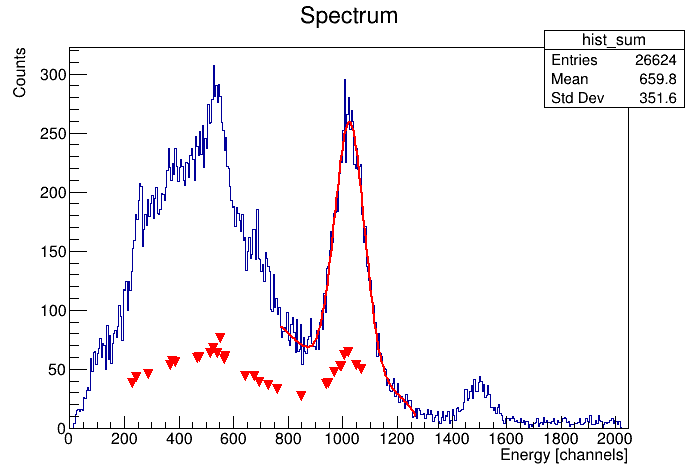 Spectrum
hist_sum
Entries 26624
Mean 659.8
Std Dev 351.6
Counts
300
250
200
150
100
50
0
0 200 400 600 800 1000 1200 1400 1600 1800 2000
Energy [channels]